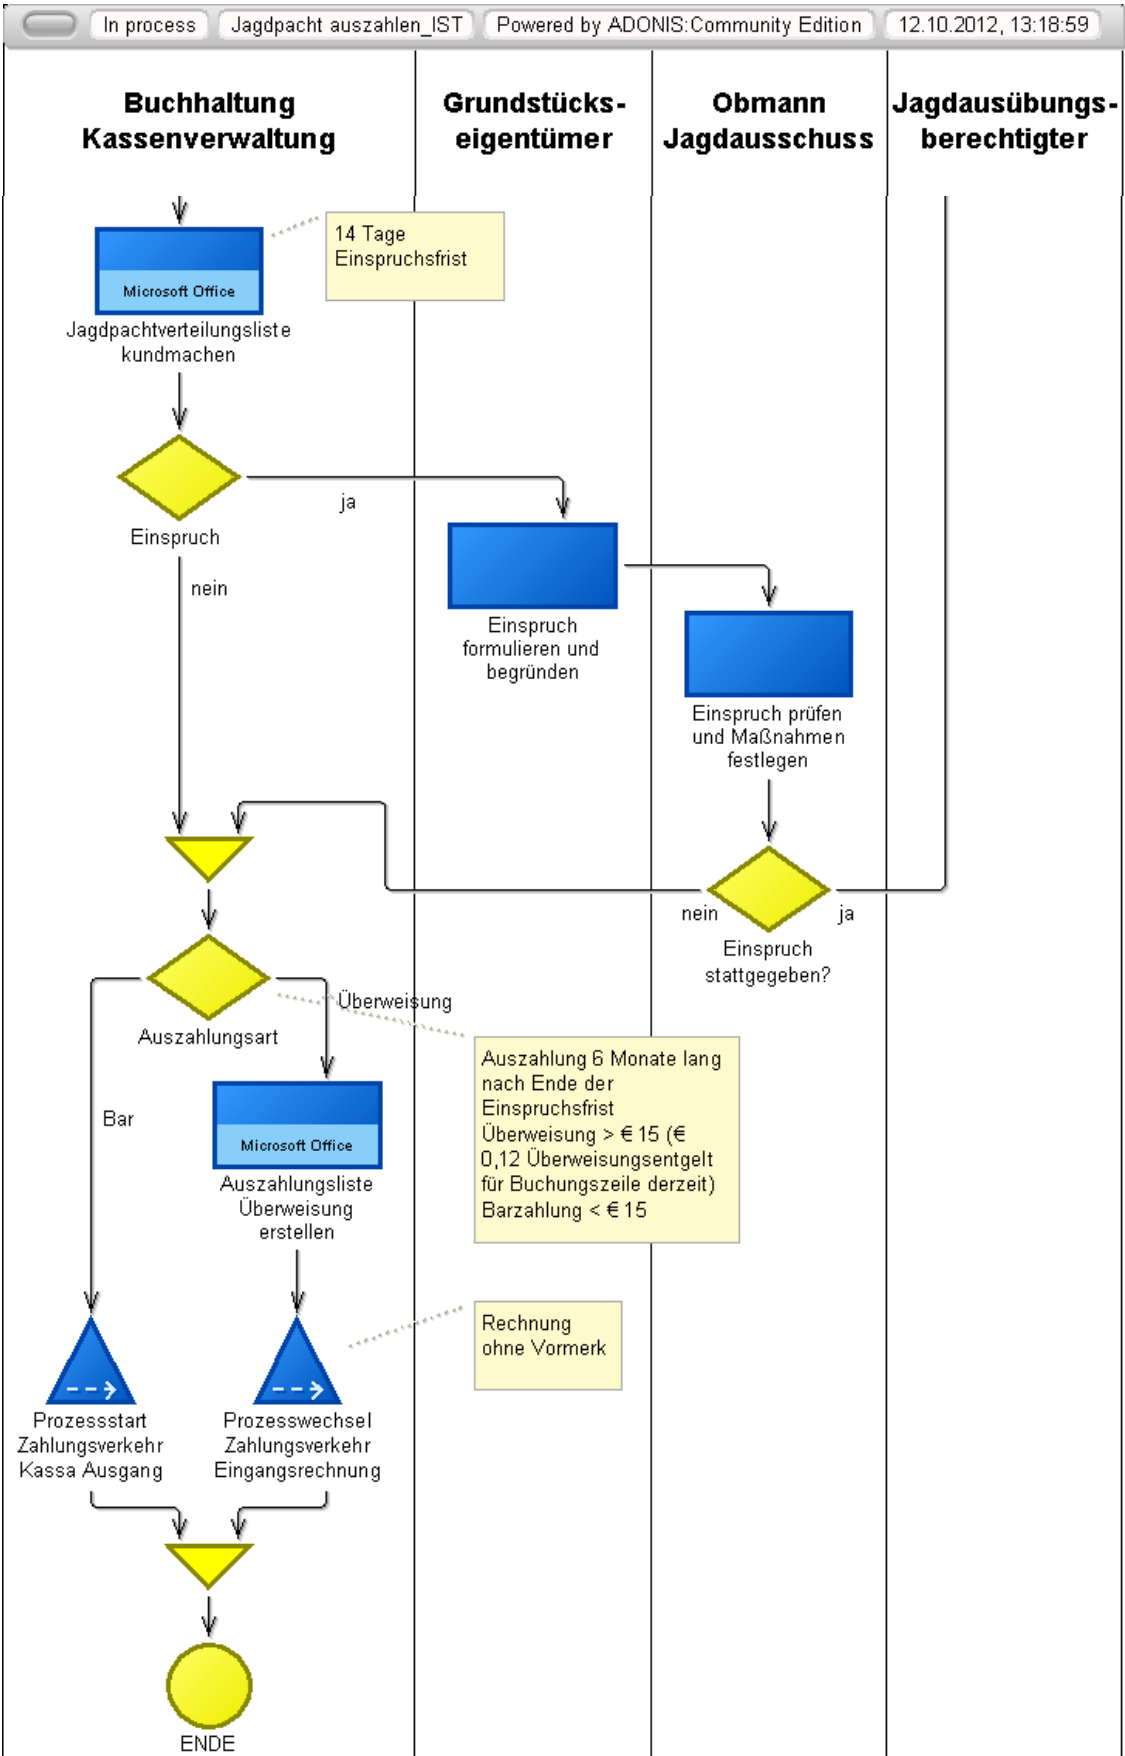 In process
Jagdpacht auszahlen_IST
Powered by ADONIS:Community Edition
12.10.2012, 13:18:59
Buchhaltung
Kassenverwaltung
Grundstücks-
eigentümer
Obmann
Jagdausschuss
Jagdausübungs-
berechtigter
14 Tage
Einspruchsfrist
Microsoft Office
Jagdpachtverteilungsliste
kundmachen
Einspruch
ja
nein
Einspruch
formulieren und
begründen
Einspruch prüfen
und Maßnahmen
festlegen
nein
ja
Einspruch
stattgegeben?
Auszahlungsart
Überweisung
Bar
Auszahlung 6 Monate lang
nach Ende der
Einspruchsfrist
Überweisung > € 15 (€
0,12 Überweisungsentgelt
für Buchungszeile derzeit)
Barzahlung < € 15
Microsoft Office
Auszahlungsliste
Überweisung
erstellen
Rechnung
ohne Vormerk
Prozessstart
Zahlungsverkehr
Kassa Ausgang
Prozesswechsel
Zahlungsverkehr
Eingangsrechnung
ENDE